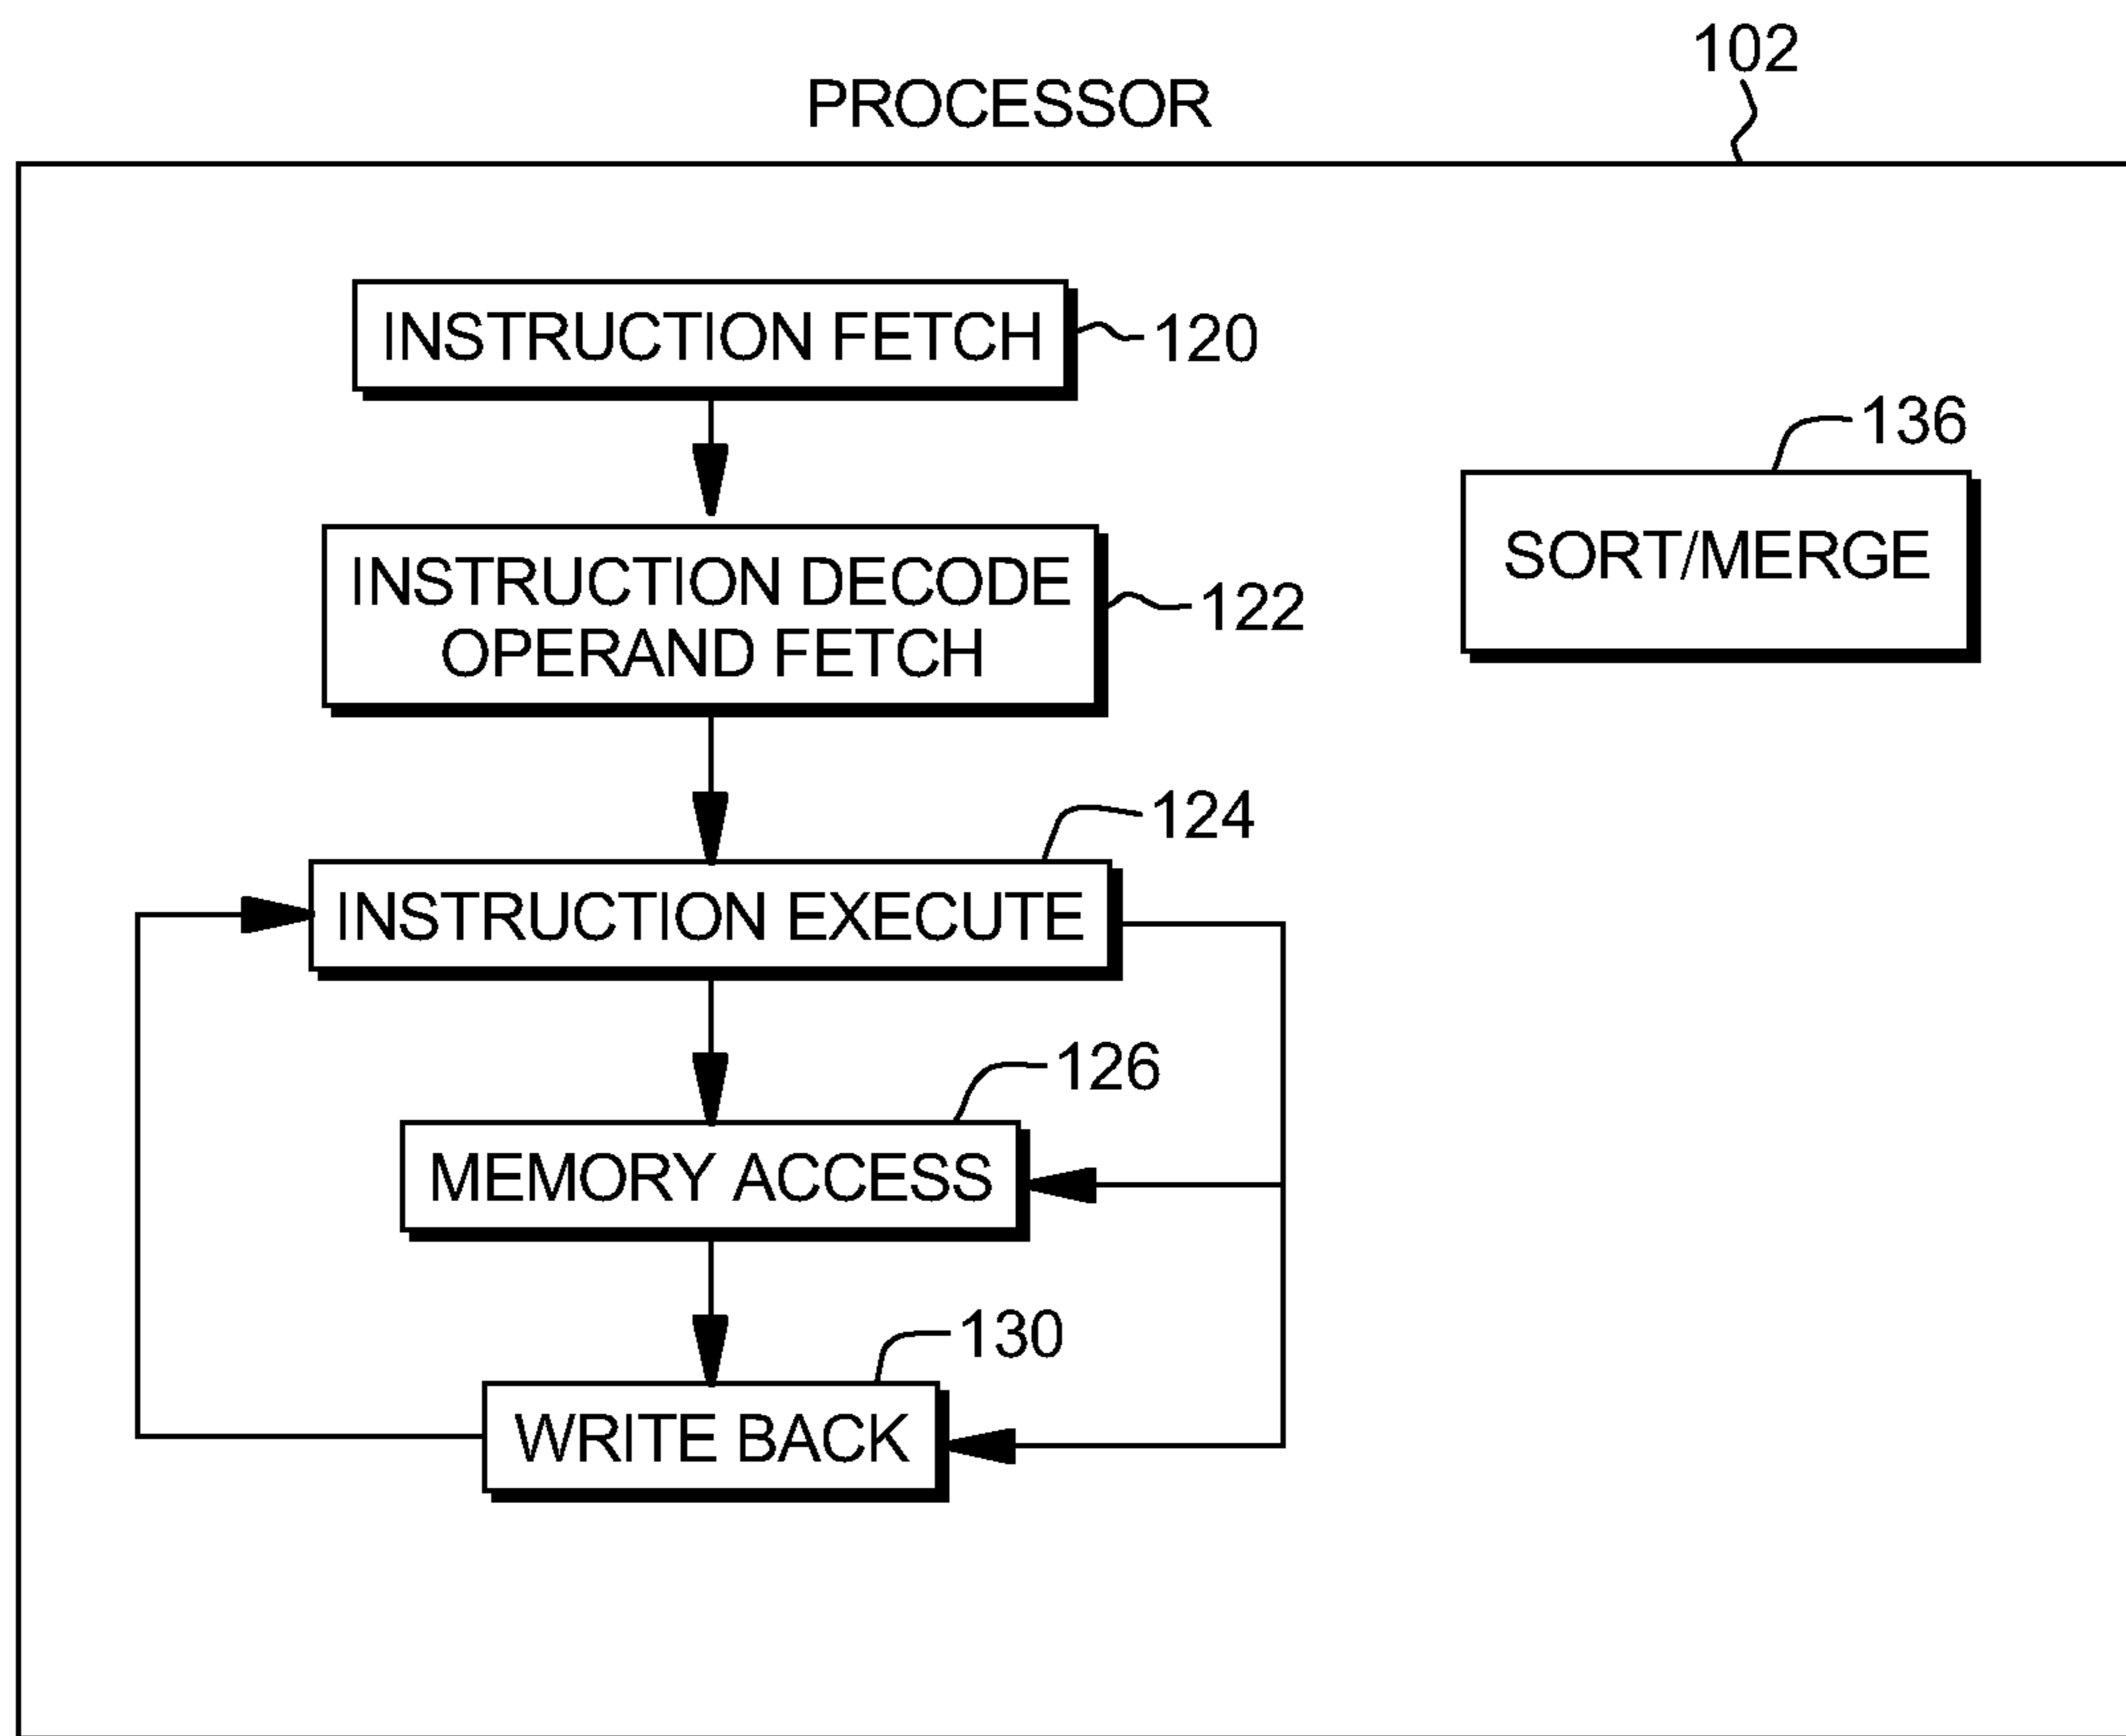 102
PROCESSOR
INSTRUCTION FETCH
120
136
SORT/MERGE
INSTRUCTION DECODE
OPERAND FETCH
122
124
INSTRUCTION EXECUTE
126
MEMORY ACCESS
130
WRITE BACK